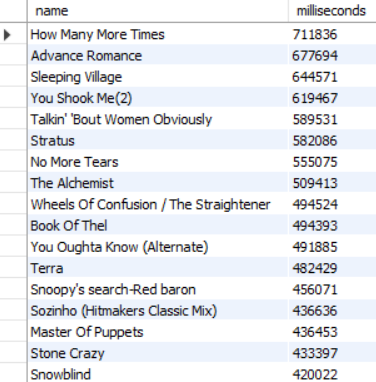 name milliseconds
How Many More Times 711836
Advance Romance 677694
Sleeping Village 644571
You Shook Me(2) 619467
Talkin' 'Bout Women Obviously 589531
Stratus 582086
No More Tears 555075
The Alchemist 509413
Wheels Of Confusion / The Straightener 494524
Book Of Thel 494393
You Oughta Know (Alternate) 491885
Terra 482429
Snoopy's search-Red baron 456071
Sozinho (Hitmakers Classic Mix) 436636
Master Of Puppets 436453
Stone Crazy 433397
Snowblind 420022